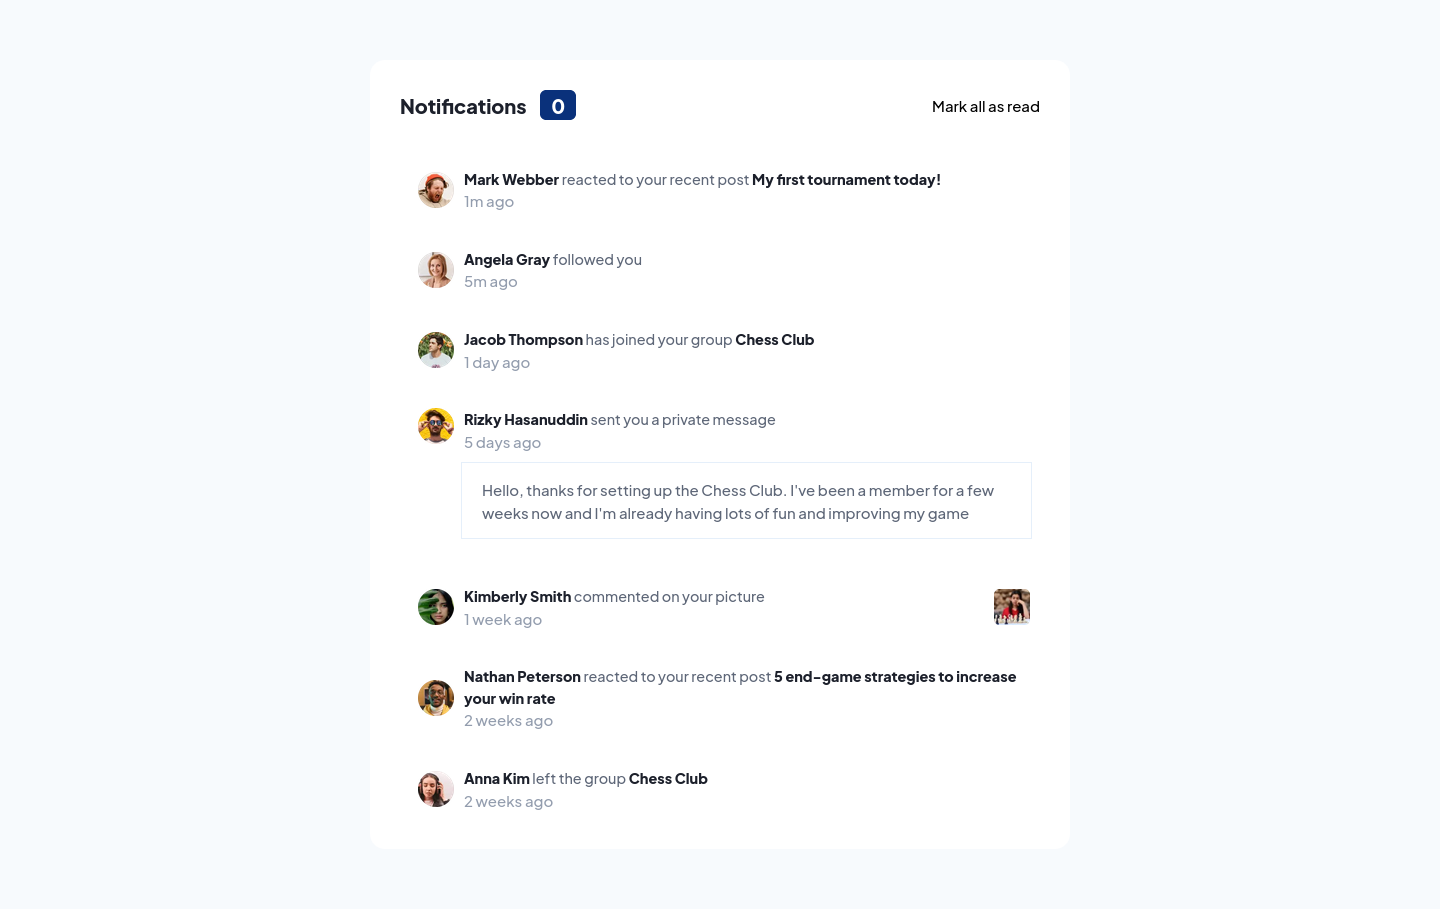 Notifications 0 Mark all as read
Mark Webber reacted to your recent post My first tournament today!
1m ago
Angela Gray followed you
5m ago
Jacob Thompson has joined your group Chess Club
1 day ago
Rizky Hasanuddin sent you a private message
5 days ago
Hello, thanks for setting up the Chess Club. I've been a member for a few
weeks now and I'm already having lots of fun and improving my game
Kimberly Smith commented on your picture
1 week ago
Nathan Peterson reacted to your recent post 5 end-game strategies to increase
your win rate
2 weeks ago
Anna Kim left the group Chess Club
2 weeks ago